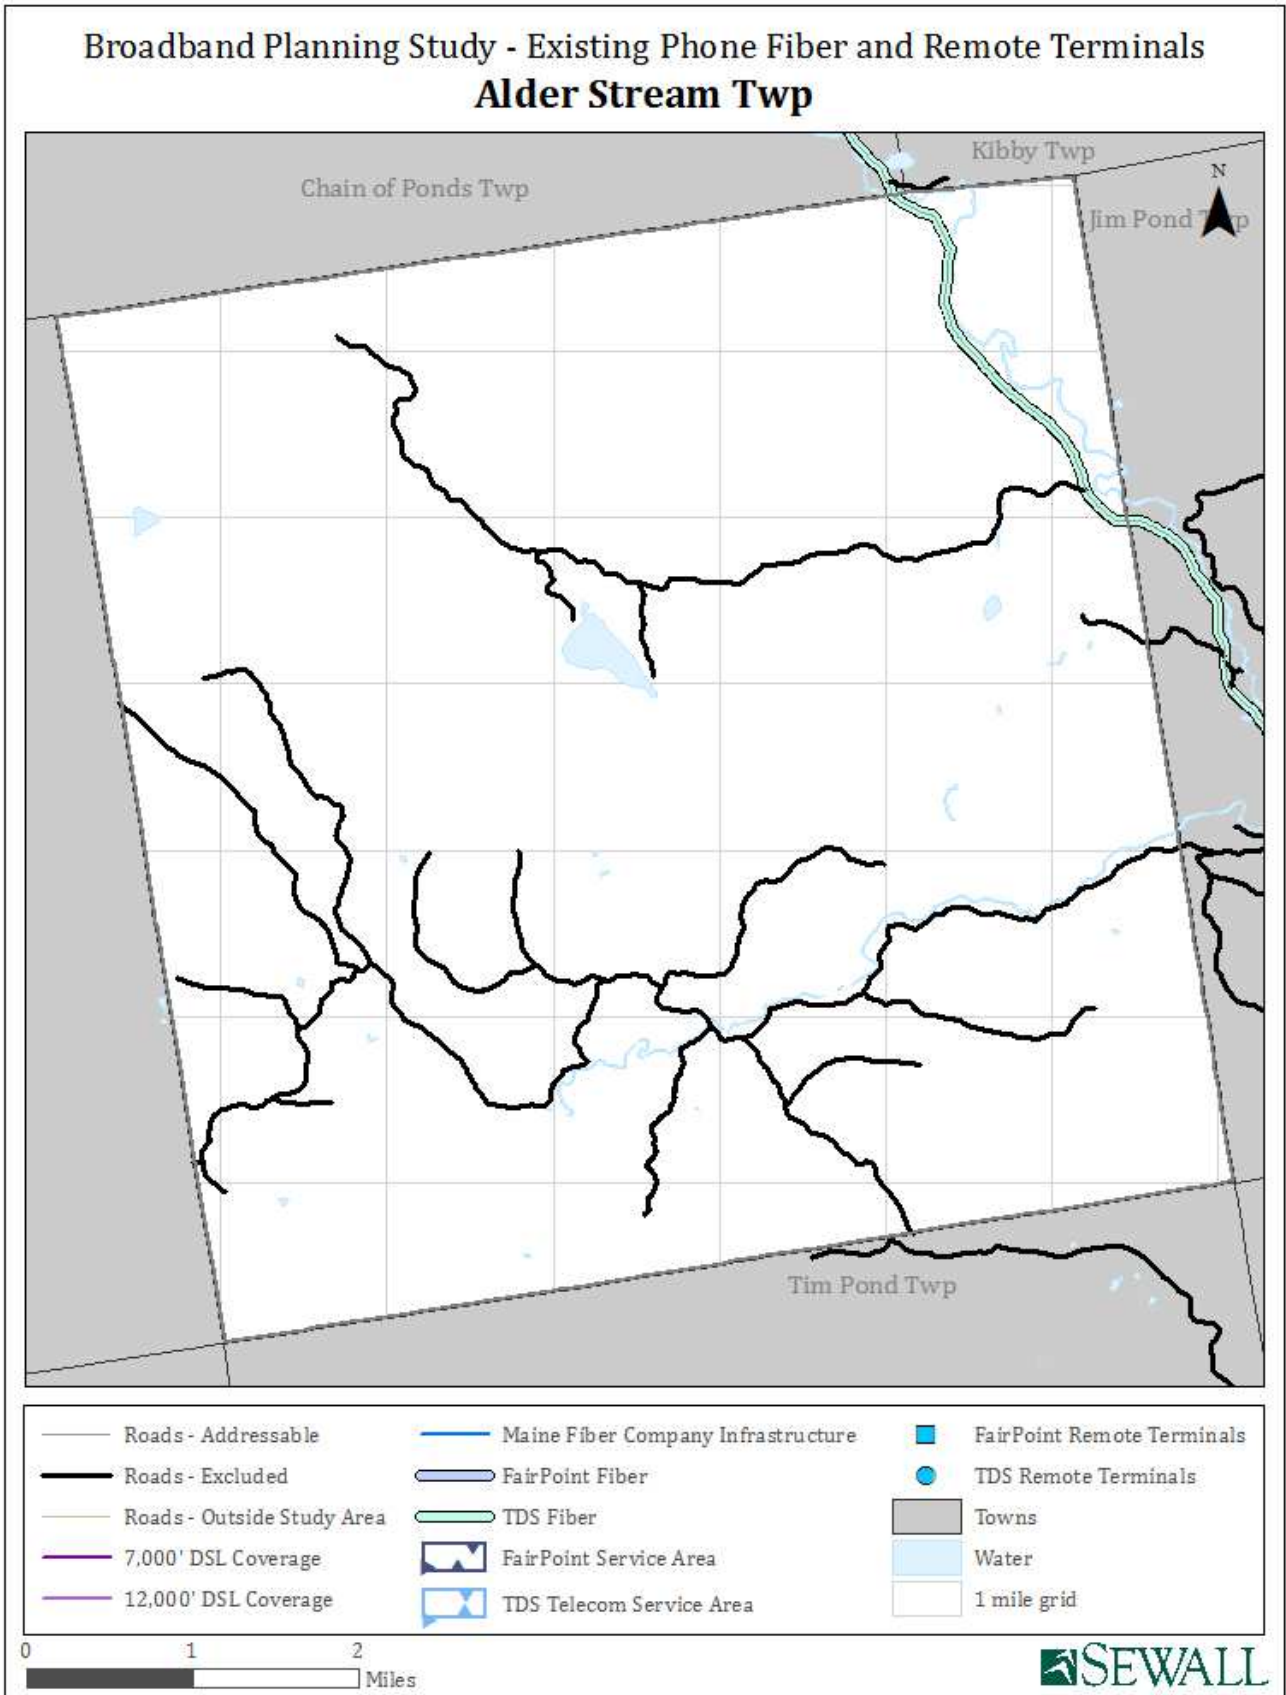 Broadband Planning Study - Existing Phone Fiber and Remote Terminals
Alder Stream Twp
Kibby Twp
Chain of Ponds Twp
N
Jim Pond Twp
Tim Pond Twp
Roads - Addressable
Maine Fiber Company Infrastructure
FairPoint Remote Terminals
Roads - Excluded
FairPoint Fiber
TDS Remote Terminals
Roads - Outside Study Area
TDS Fiber
Towns
7,000' DSL Coverage
FairPoint Service Area
Water
12,000' DSL Coverage
TDS Telecom Service Area
1 mile grid
0 1 2
Miles
SEWALL